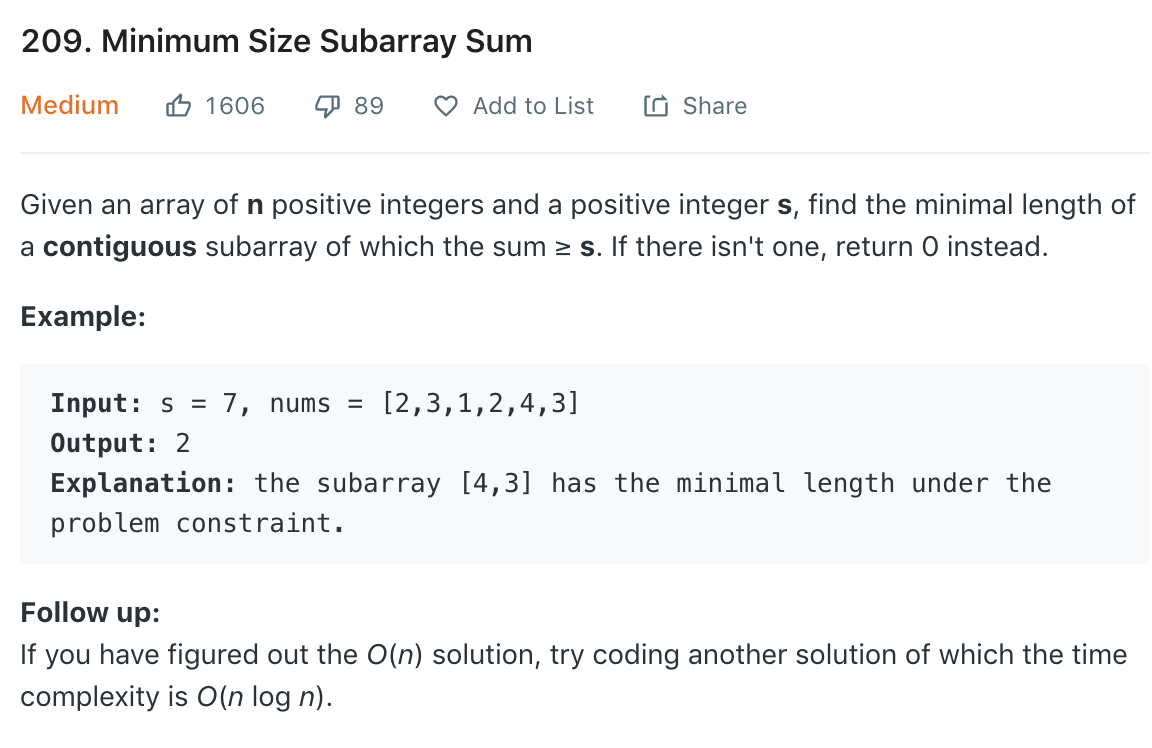 209. Minimum Size Subarray Sum
Medium 1606 89 Add to List Share
Given an array of n positive integers and a positive integer s, find the minimal length of
a contiguous subarray of which the sum ≥ s. If there isn't one, return 0 instead.
Example:
Input: s = 7, nums = [2,3,1,2,4,3]
Output: 2
Explanation: the subarray [4,3] has the minimal length under the
problem constraint.
Follow up:
If you have figured out the O(n) solution, try coding another solution of which the time
complexity is O(n log n).